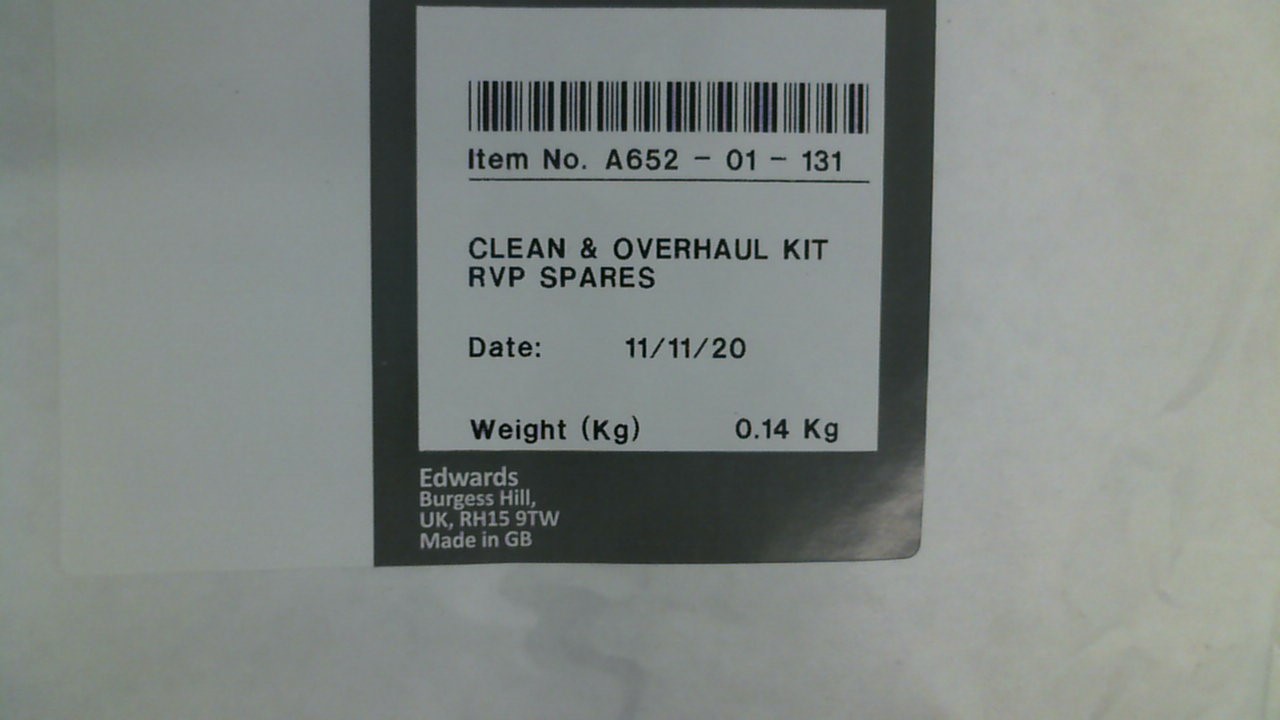 Item No. A652 - 01 - 131
CLEAN & OVERHAUL KIT
RVP SPARES
Date: 11/11/20
Weight (Kg) 0.14 Kg
Edwards
Burgess Hill,
UK, RH15 9TW
Made in GB